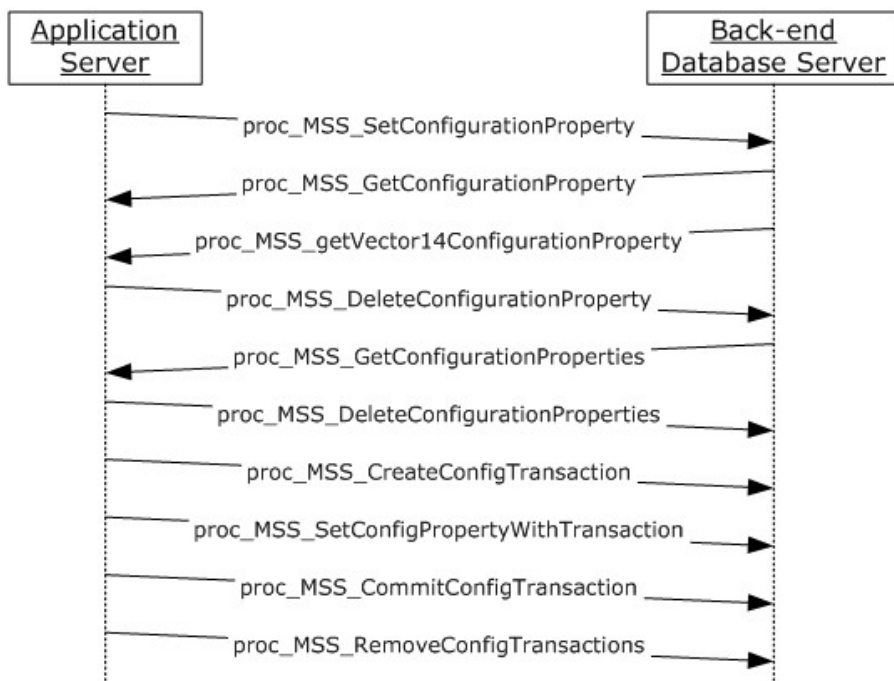 Application
Server
Back-end
Database Server
proc_MSS_SetConfigurationProperty
proc_MSS_GetConfigurationProperty
proc_MSS_getVector14ConfigurationProperty
proc_MSS_DeleteConfigurationProperty
proc_MSS_GetConfigurationProperties
proc_MSS_DeleteConfigurationProperties
proc_MSS_CreateConfigTransaction
proc_MSS_SetConfigPropertyWithTransaction
proc_MSS_CommitConfigTransaction
proc_MSS_RemoveConfigTransactions